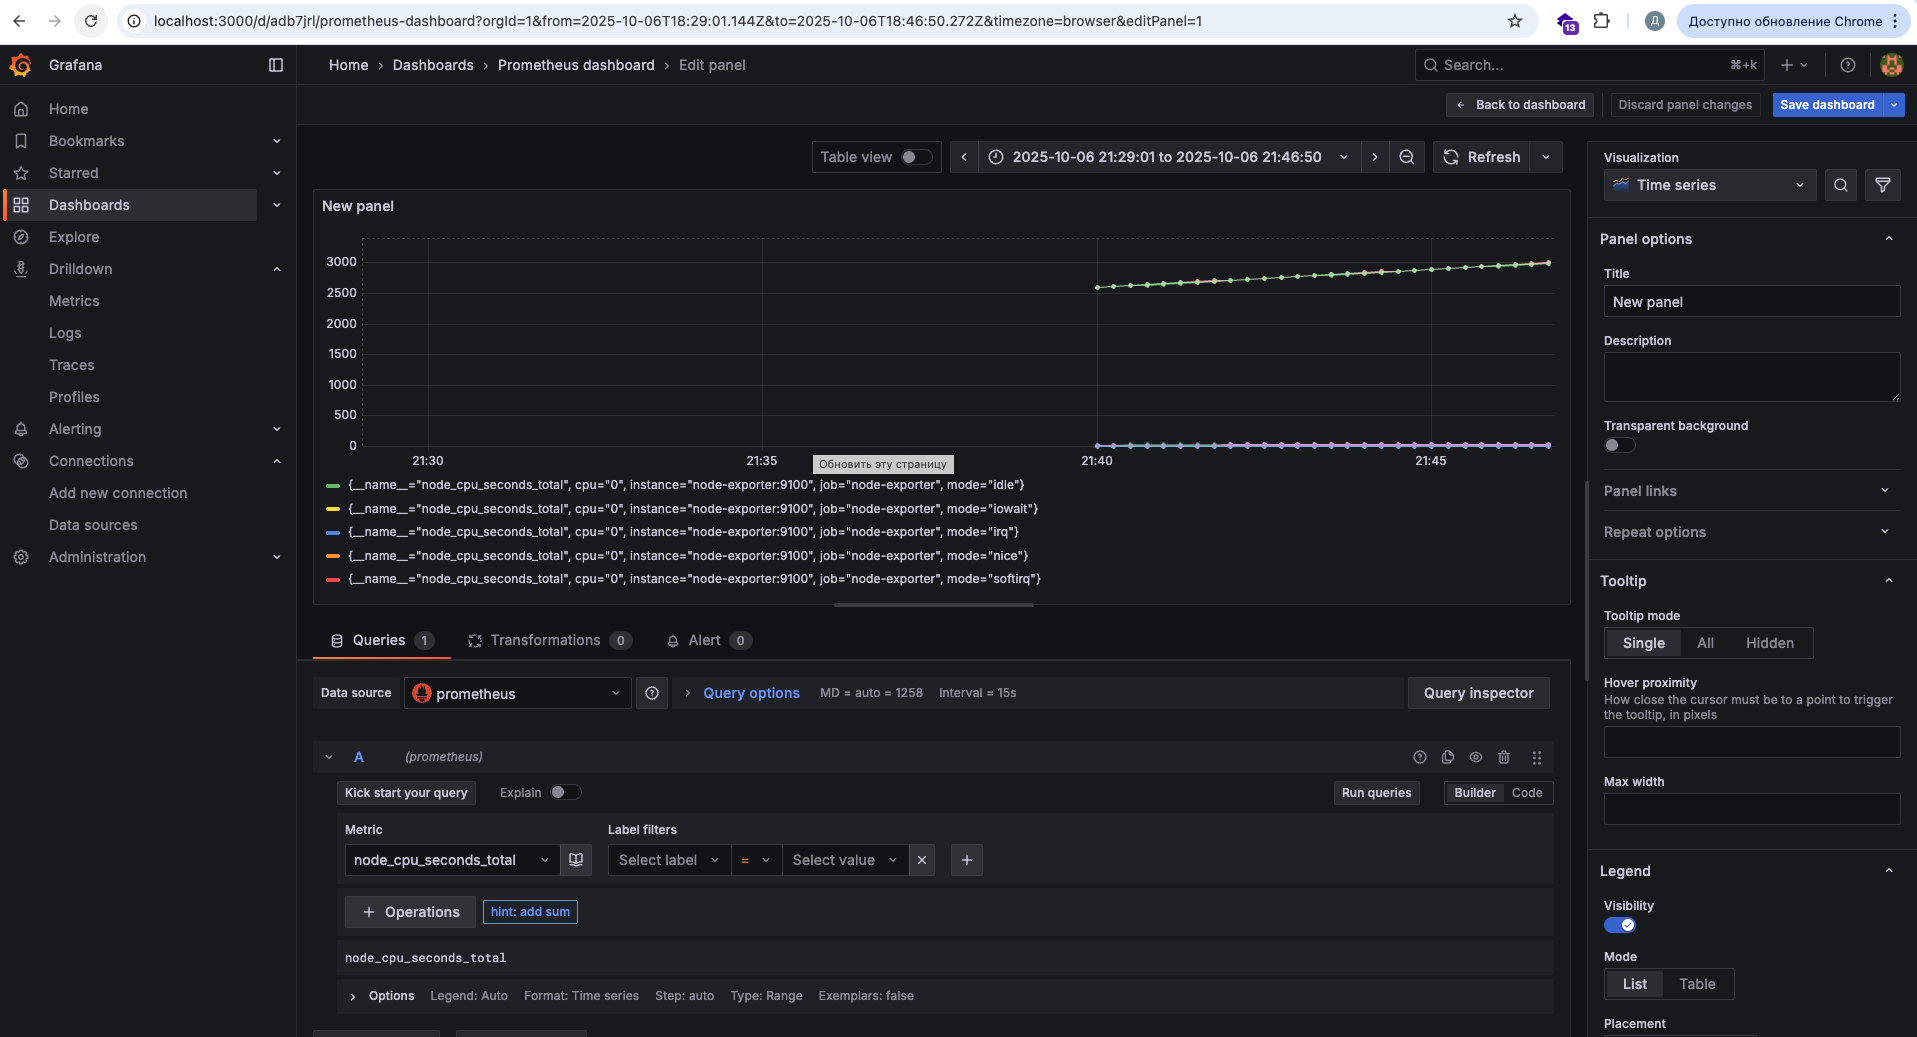 localhost:3000/d/adb7jrl/prometheus-dashboard?orgId=1&from=2025-10-06T18:29:01.144Z&to=2025-10-06T18:46:50.272Z&timezone=browser&editPanel=1
13
Д
Доступно обновление Chrome
Grafana
Home › Dashboards › Prometheus dashboard › Edit panel
Search...
⌘+k
Back to dashboard
Discard panel changes
Save dashboard
Home
Bookmarks
Starred
Dashboards
Explore
Drilldown
Metrics
Logs
Traces
Profiles
Alerting
Connections
Add new connection
Data sources
Administration
Table view
2025-10-06 21:29:01 to 2025-10-06 21:46:50
Refresh
New panel
3000
2500
2000
1500
1000
500
0
21:30
21:35
21:40
21:45
Обновить эту страницу
{__name__="node_cpu_seconds_total", cpu="0", instance="node-exporter:9100", job="node-exporter", mode="idle"}
{__name__="node_cpu_seconds_total", cpu="0", instance="node-exporter:9100", job="node-exporter", mode="iowait"}
{__name__="node_cpu_seconds_total", cpu="0", instance="node-exporter:9100", job="node-exporter", mode="irq"}
{__name__="node_cpu_seconds_total", cpu="0", instance="node-exporter:9100", job="node-exporter", mode="nice"}
{__name__="node_cpu_seconds_total", cpu="0", instance="node-exporter:9100", job="node-exporter", mode="softirq"}
Queries 1
Transformations 0
Alert 0
Data source
prometheus
Query options
MD = auto = 1258
Interval = 15s
Query inspector
A
(prometheus)
Kick start your query
Explain
Run queries
Builder
Code
Metric
Label filters
node_cpu_seconds_total
Select label
=
Select value
+ Operations
hint: add sum
node_cpu_seconds_total
Options
Legend: Auto
Format: Time series
Step: auto
Type: Range
Exemplars: false
Visualization
Time series
Panel options
Title
New panel
Description
Transparent background
Panel links
Repeat options
Tooltip
Tooltip mode
Single
All
Hidden
Hover proximity
How close the cursor must be to a point to trigger
the tooltip, in pixels
Max width
Legend
Visibility
Mode
List
Table
Placement